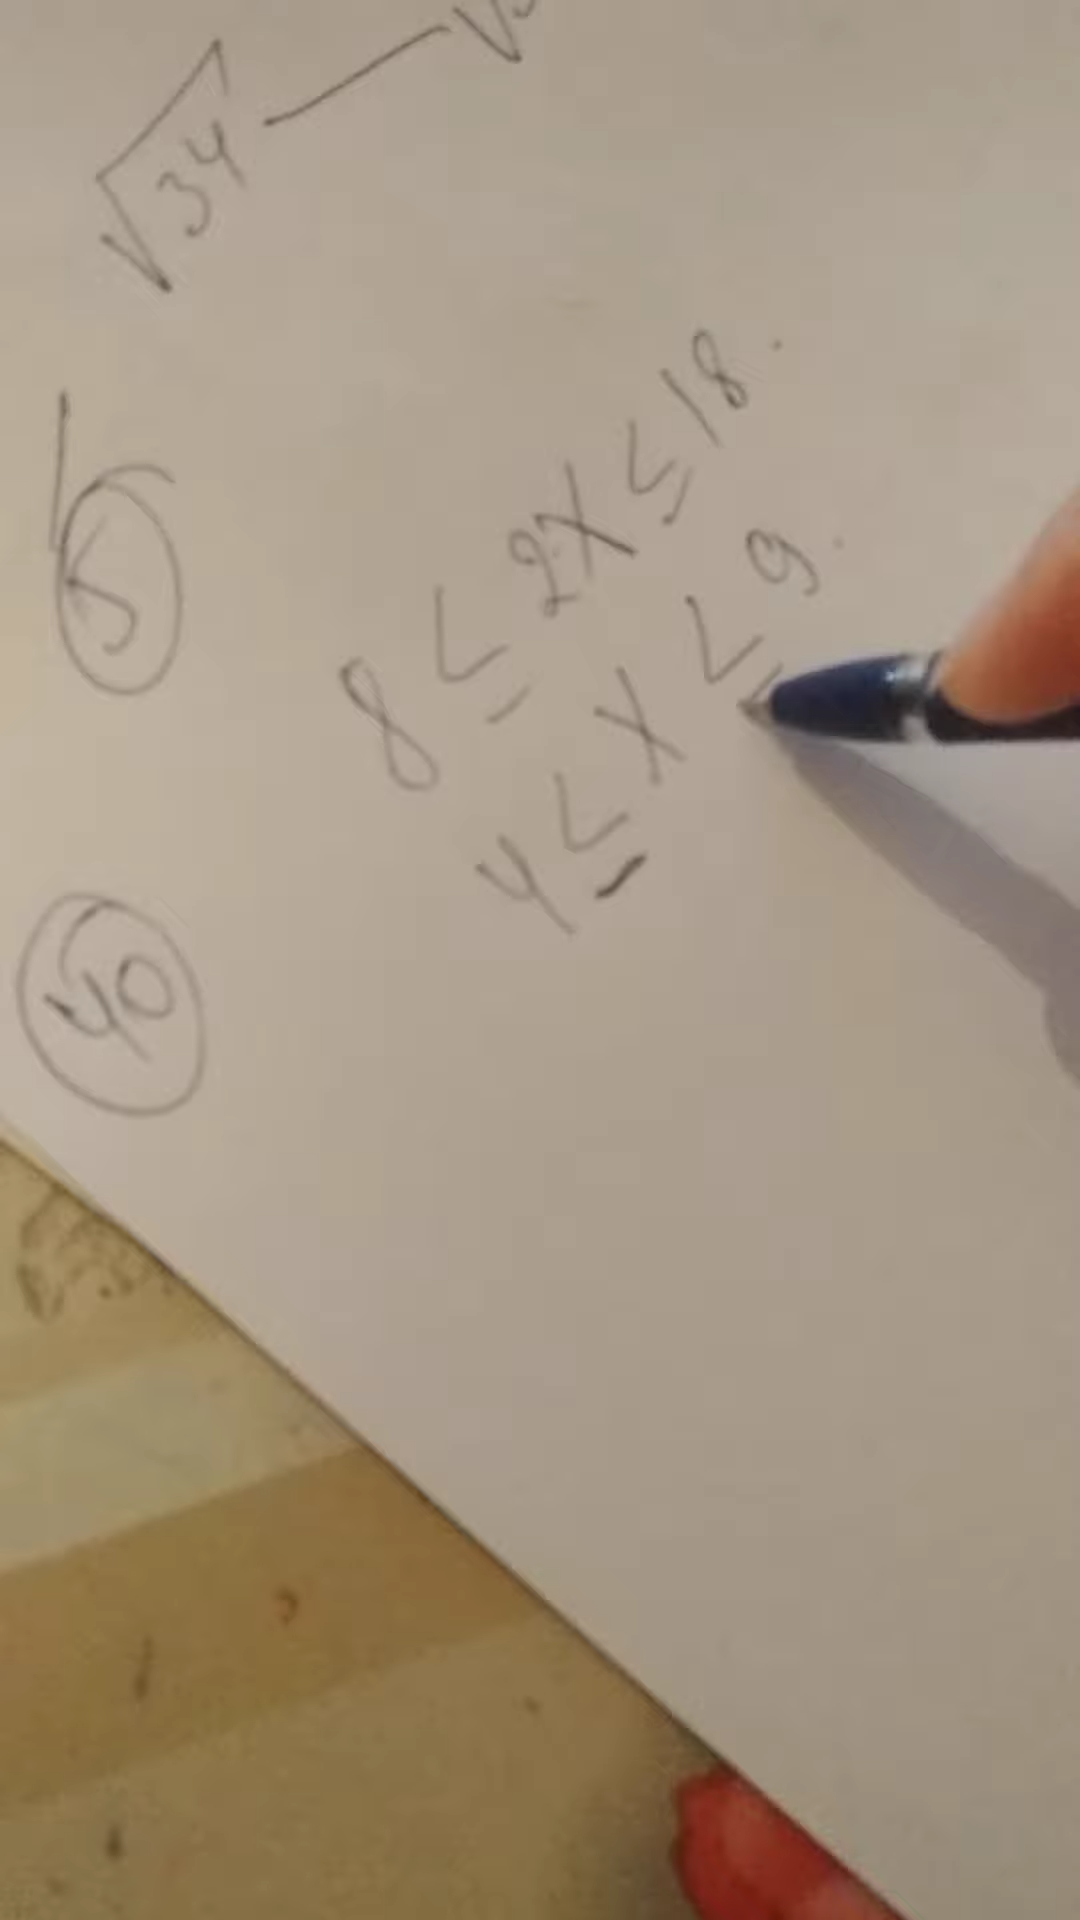 √34 — √
5
8 ≤ 2x ≤ 18.
4 ≤ x ≤ 9.
40